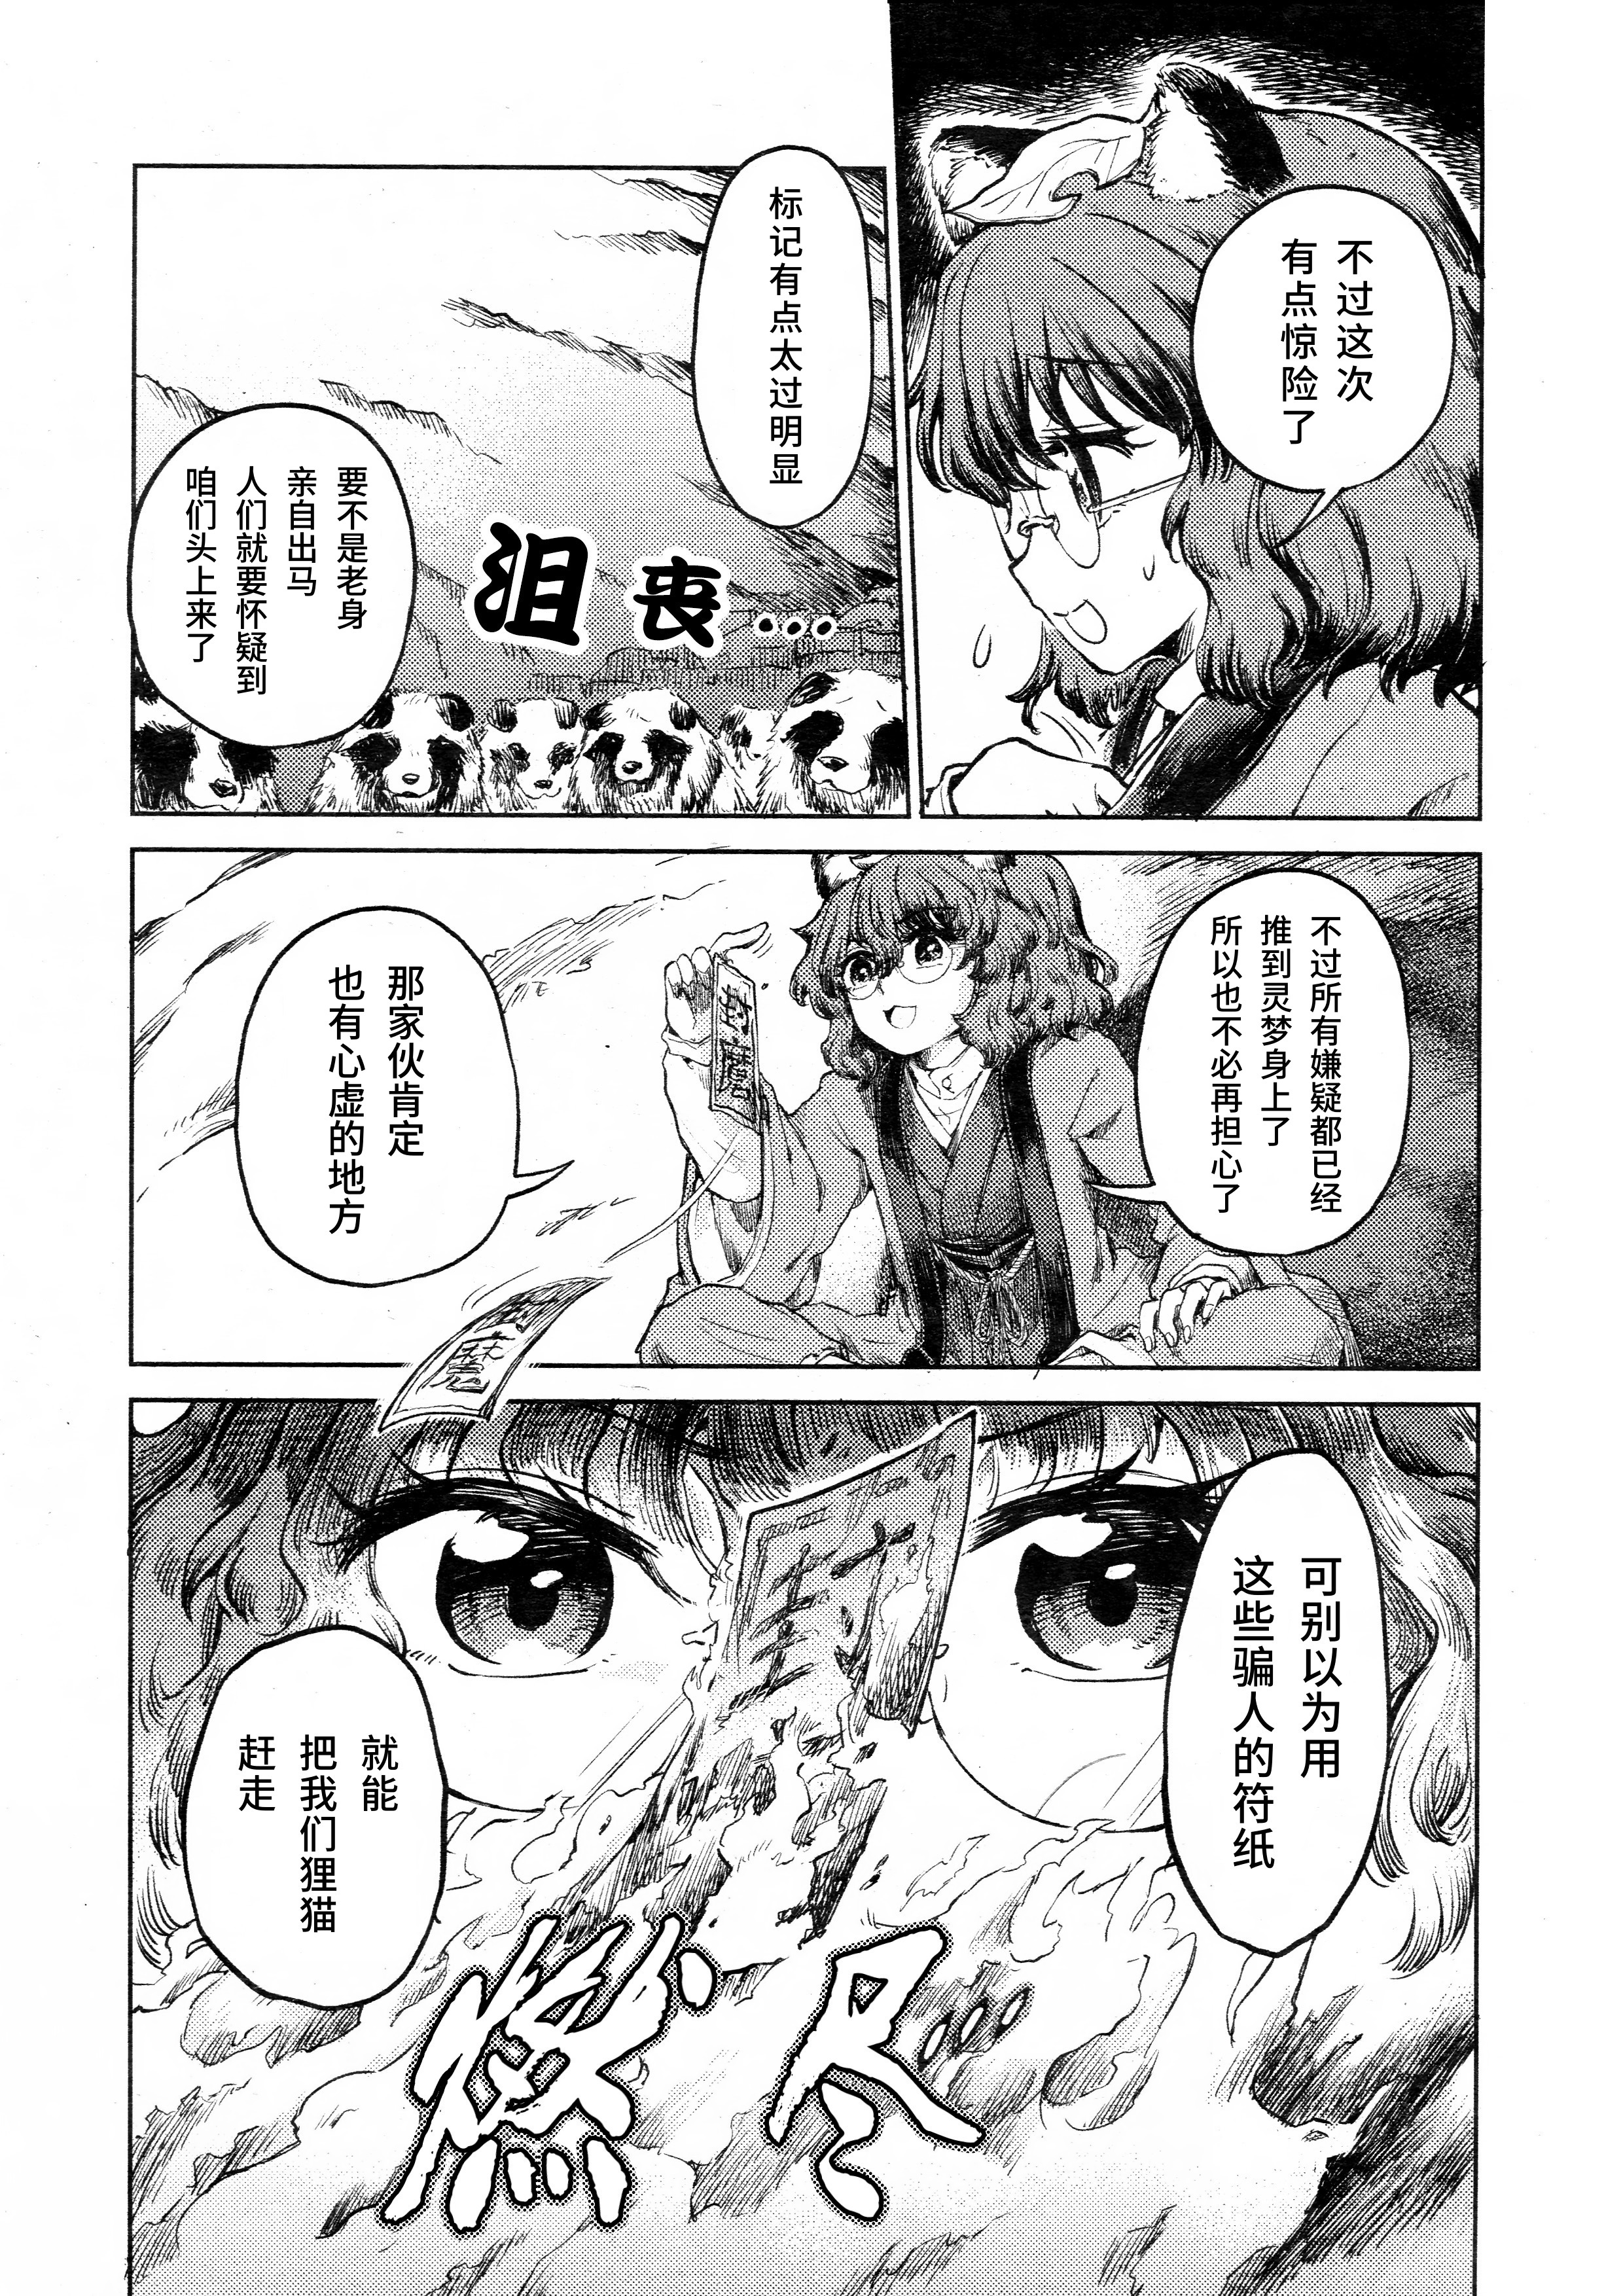 不过这次
有点惊险了
标记有点太过明显
要不是老身
亲自出马
人们就要怀疑到
咱们头上来了
沮丧...
不过所有嫌疑都已经
推到灵梦身上了
所以也不必再担心了
那家伙肯定
也有心虚的地方
魔
可别以为用
这些骗人的符纸
就能
把我们狸猫
赶走
燃尽...